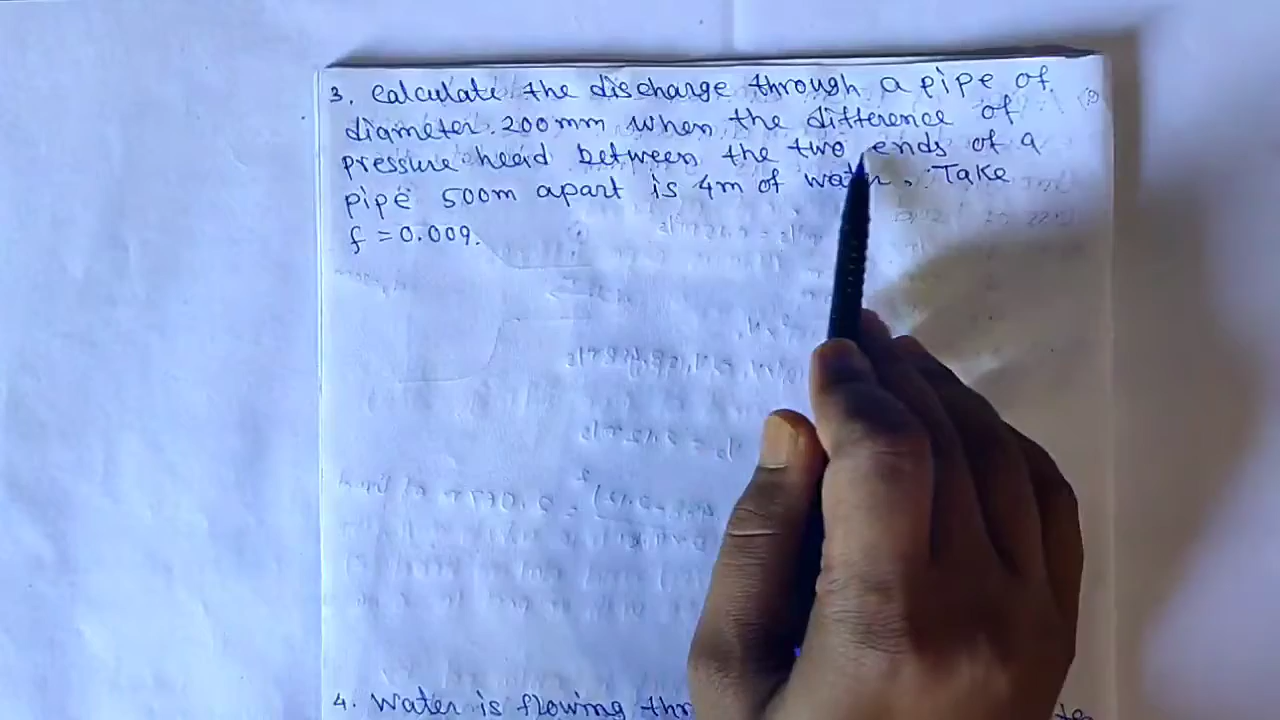 3. Calculate the discharge through a pipe of
diameter 200mm when the difference of
pressure head between the two ends of a
pipe 500m apart is 4m of water. Take
f = 0.009.
4. Water is flowing